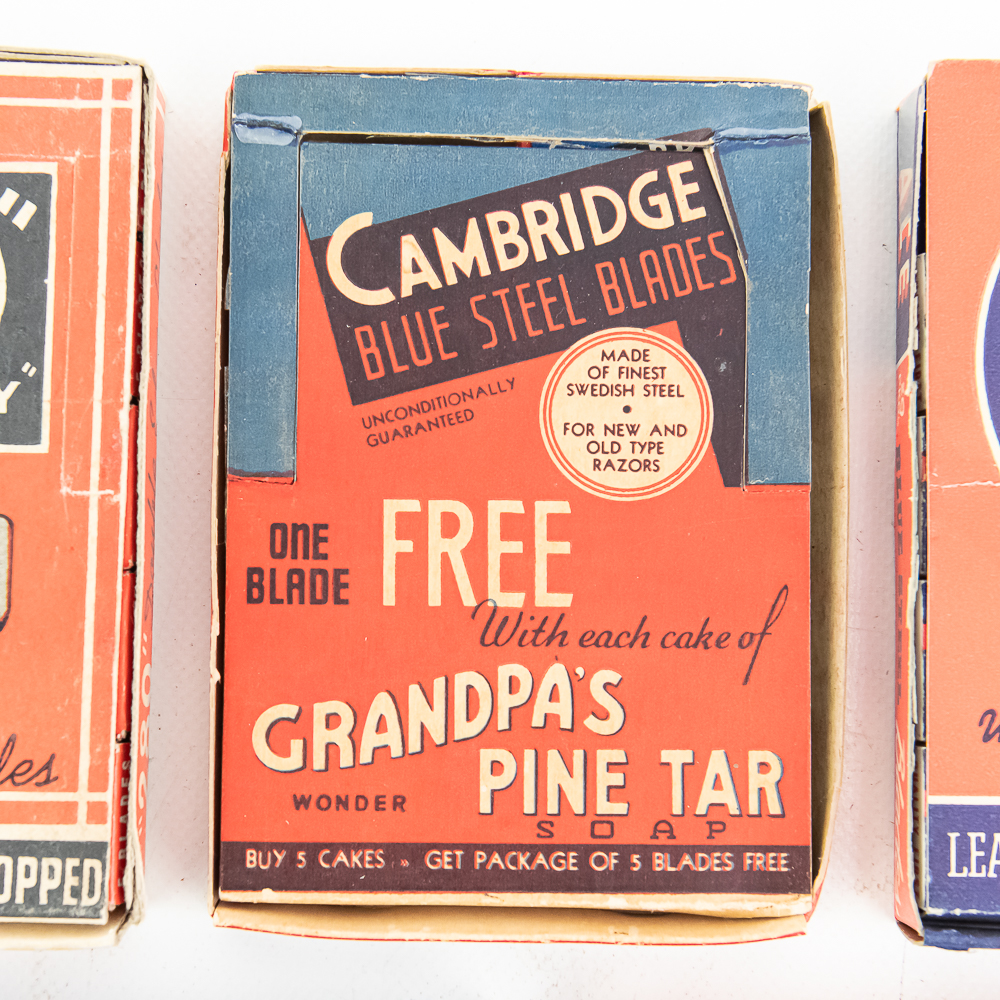 CAMBRIDGE
BLUE STEEL BLADES
UNCONDITIONALLY
GUARANTEED
MADE
OF FINEST
SWEDISH STEEL
•
FOR NEW AND
OLD TYPE
RAZORS
ONE
BLADE
FREE
With each cake of
GRANDPA'S
WONDER
PINE TAR
SOAP
BUY 5 CAKES » GET PACKAGE OF 5 BLADES FREE
Y"
les
OPPED
BLADES
LEA